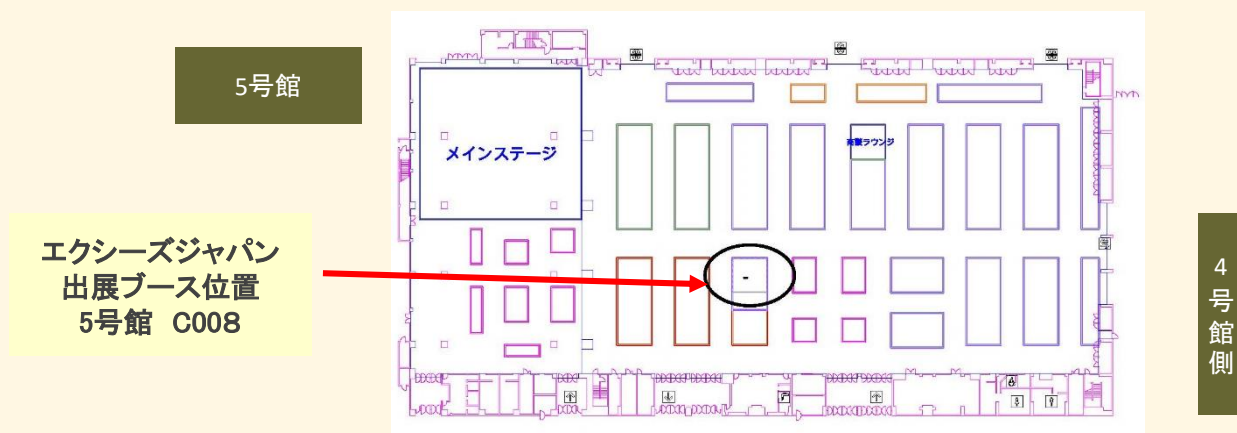 5号館
メインステージ
商談ラウンジ
エクシーズジャパン
出展ブース位置
5号館 C008
4号館側